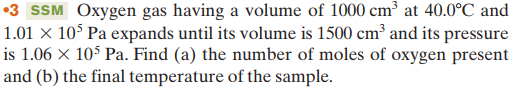 •3 SSM Oxygen gas having a volume of 1000 cm³ at 40.0°C and
1.01 × 10⁵ Pa expands until its volume is 1500 cm³ and its pressure
is 1.06 × 10⁵ Pa. Find (a) the number of moles of oxygen present
and (b) the final temperature of the sample.